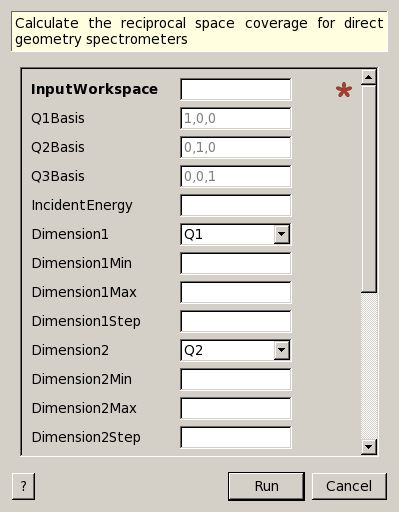 Calculate the reciprocal space coverage for direct
geometry spectrometers
InputWorkspace *
Q1Basis 1,0,0
Q2Basis 0,1,0
Q3Basis 0,0,1
IncidentEnergy
Dimension1 Q1
Dimension1Min
Dimension1Max
Dimension1Step
Dimension2 Q2
Dimension2Min
Dimension2Max
Dimension2Step
? Run Cancel